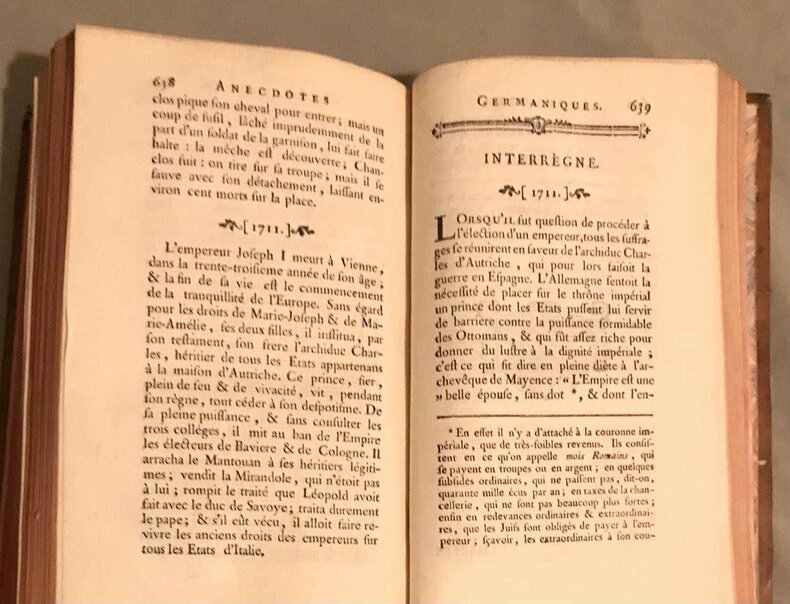 638 ANECDOTES
clos pique ſon cheval pour entrer; mais un
coup de fuſil, lâché imprudemment de la
part d'un ſoldat de la garniſon, lui fait faire
halte : la mèche eſt découverte; Chan-
clos fuit : on tire ſur ſa troupe; mais il ſe
ſauve avec ſon détachement, laiſſant en-
viron cent morts ſur la place.
[1711.]
L'empereur Joſeph I meurt à Vienne,
dans la trente-troiſieme année de ſon âge;
& la fin de ſa vie eſt le commencement
de la tranquillité de l'Europe. Sans égard
pour les droits de Marie-Joſeph & de Ma-
rie-Amélie, ſes deux filles, il inſtitua, par
ſon teſtament, ſon frere l'archiduc Char-
les, héritier de tous les Etats appartenans
à la maiſon d'Autriche. Ce prince, fier,
plein de feu & de vivacité, vit, pendant
ſon règne, tout céder à ſon deſpotiſme. De
ſa pleine puiſſance, & ſans conſulter les
trois colléges, il mit au ban de l'Empire
les électeurs de Baviere & de Cologne. Il
arracha le Mantouan à ſes héritiers légiti-
mes; vendit la Mirandole, qui n'étoit pas
à lui; rompit le traité que Léopold avoit
fait avec le duc de Savoye; traita durement
le pape; & s'il eût vécu, il alloit faire re-
vivre les anciens droits des empereurs ſur
tous les Etats d'Italie.
GERMANIQUES. 639
INTERRÈGNE.
[1711.]
LORSQU'IL fut queſtion de procéder à
l'élection d'un empereur, tous les ſuffra-
ges ſe réunirent en faveur de l'archiduc Char-
les d'Autriche, qui pour lors faiſoit la
guerre en Eſpagne. L'Allemagne ſentoit la
néceſſité de placer ſur le thrône impérial
un prince dont les Etats puſſent lui ſervir
de barriere contre la puiſſance formidable
des Ottomans, & qui fût aſſez riche pour
donner du luſtre à la dignité impériale;
c'eſt ce qui fit dire en pleine diète à l'ar-
chevêque de Mayence : « L'Empire eſt une
» belle épouſe, ſans dot *, & dont l'en-
* En effet il n'y a d'attaché à la couronne im-
périale, que de très-foibles revenus. Ils conſiſ-
tent en ce qu'on appelle mois Romains, qui
ſe payent en troupes ou en argent; en quelques
ſubſides ordinaires, qui ne paſſent pas, dit-on,
quarante mille écus par an; en taxes de la chan-
cellerie, qui ne ſont pas beaucoup plus fortes;
enfin en redevances ordinaires & extraordinai-
res, que les Juifs ſont obligés de payer à l'em-
pereur; ſçavoir, les extraordinaires à ſon cou-